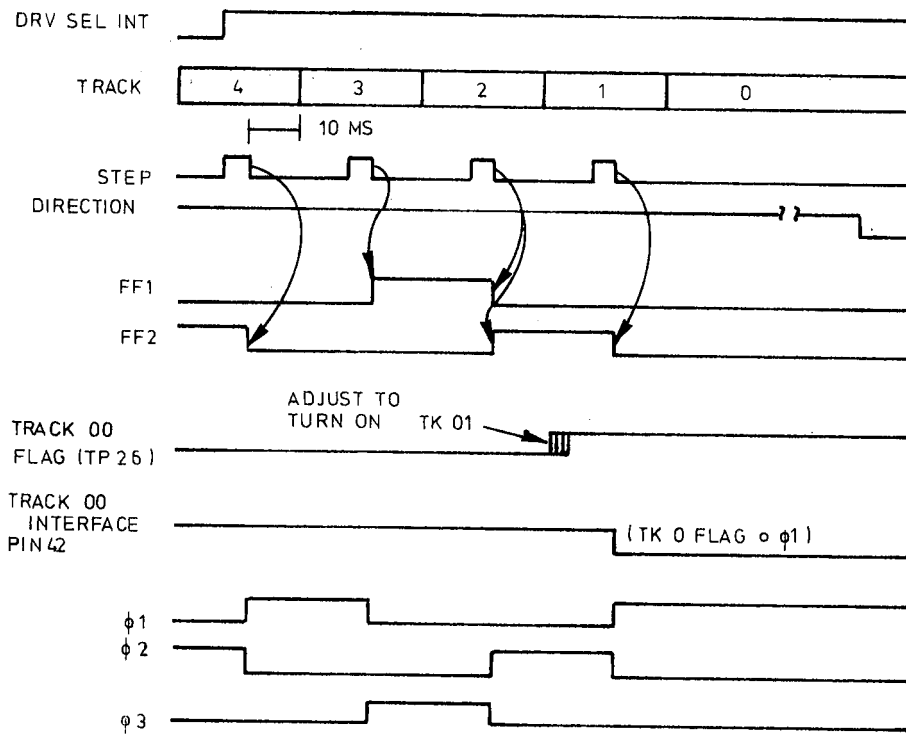 DRV SEL INT
TRACK
4 3 2 1 0
10 MS
STEP
DIRECTION
FF1
FF2
ADJUST TO
TURN ON TK 01
TRACK 00
FLAG (TP 26)
TRACK 00
INTERFACE
PIN 42
(TK 0 FLAG o ϕ1)
ϕ1
ϕ2
ϕ3